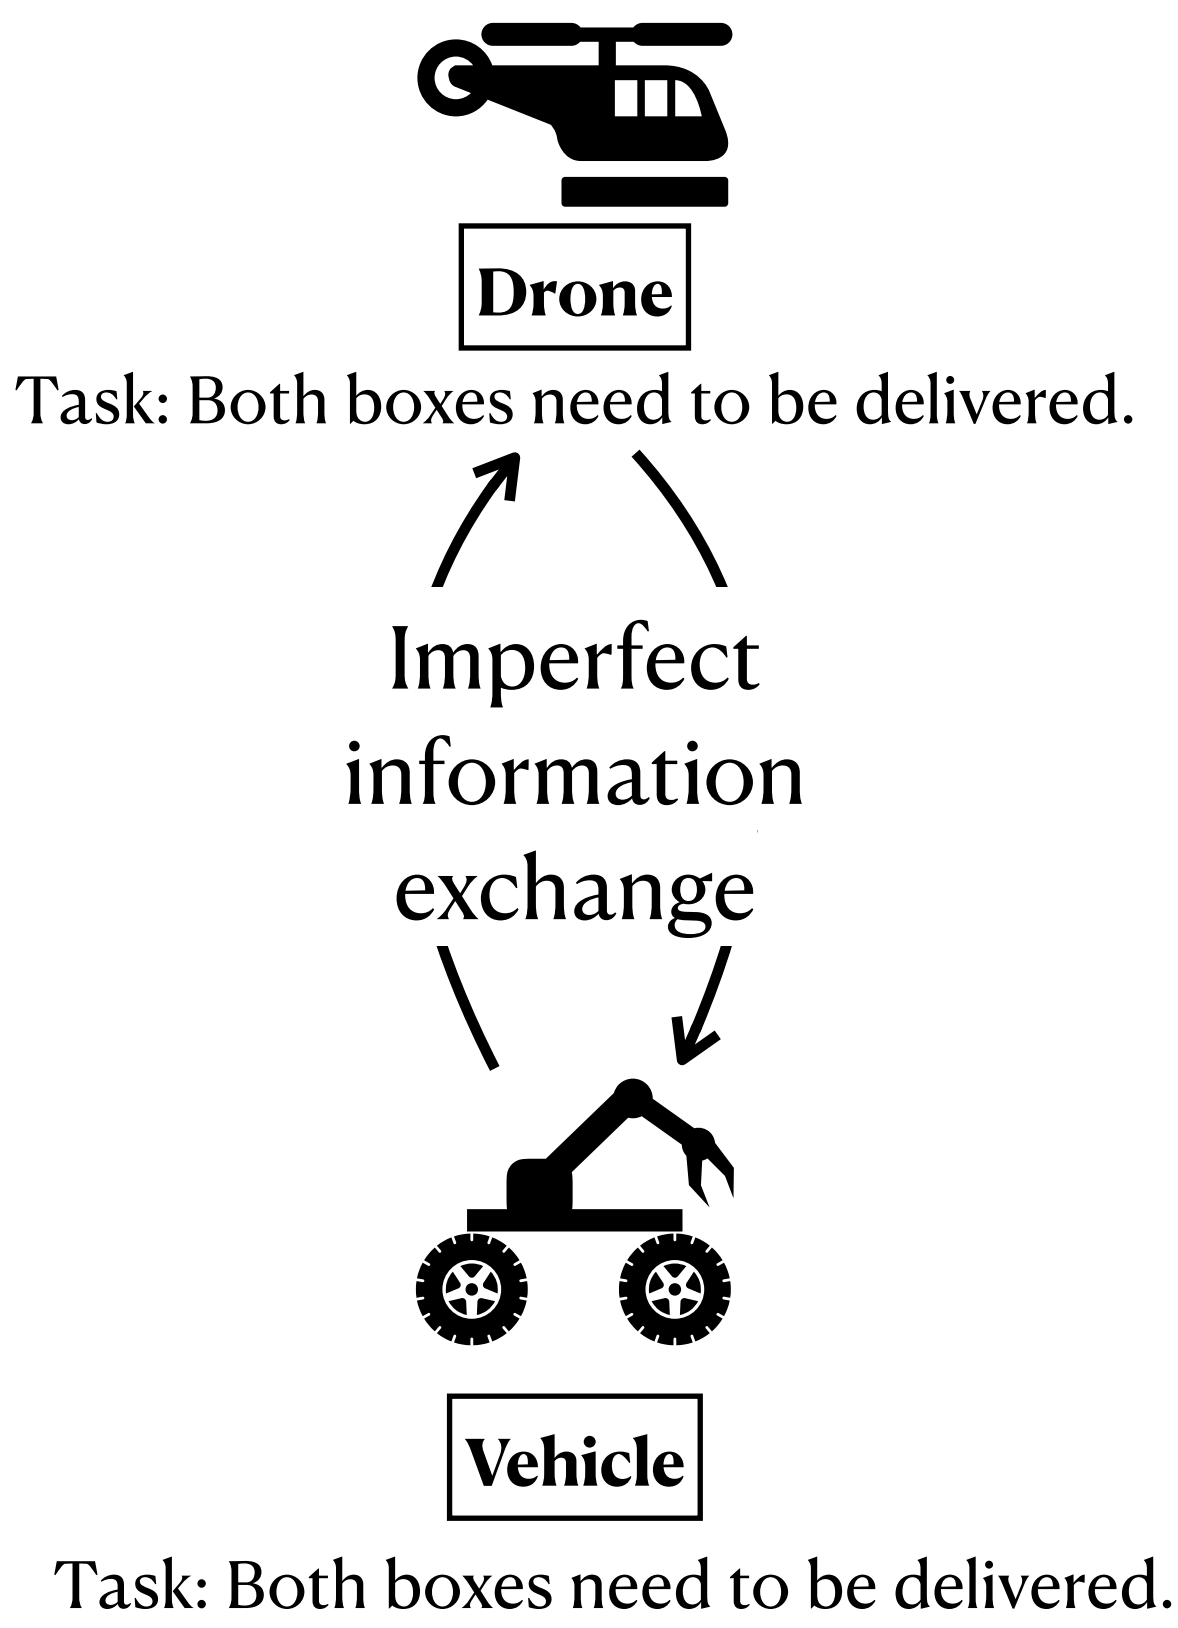 Drone
Task: Both boxes need to be delivered.
Imperfect
information
exchange
Vehicle
Task: Both boxes need to be delivered.